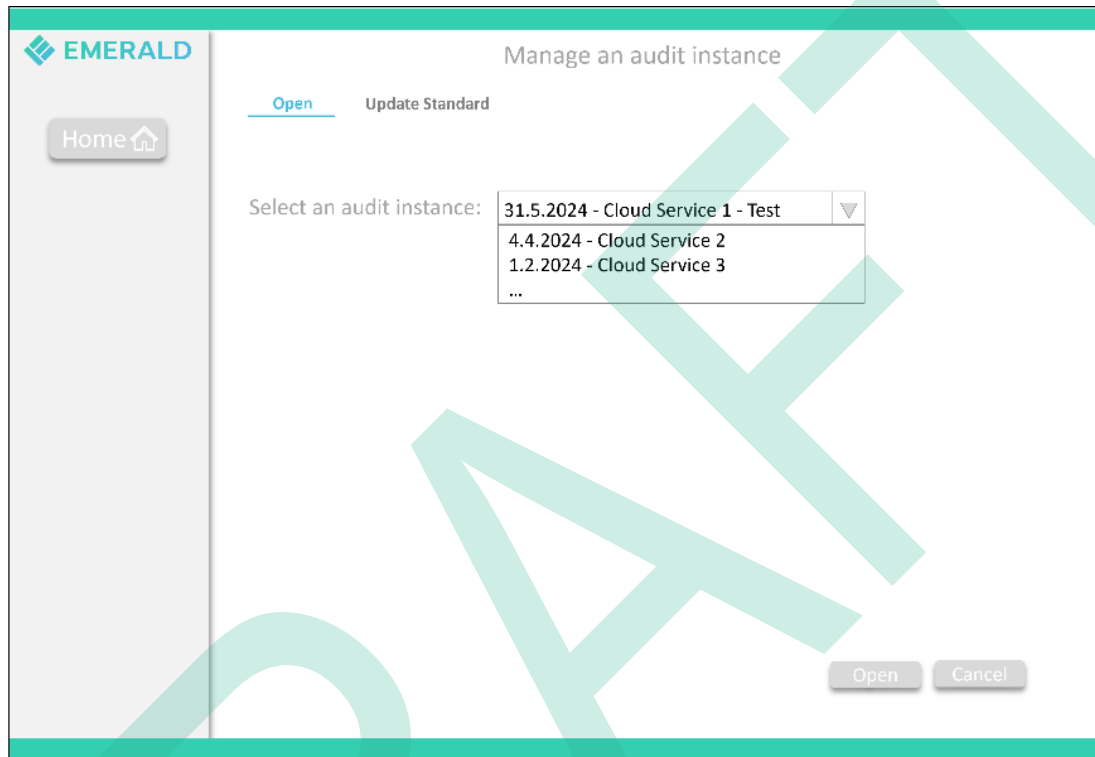 EMERALD
Manage an audit instance
Open Update Standard
Home
Select an audit instance: 31.5.2024 - Cloud Service 1 - Test
4.4.2024 - Cloud Service 2
1.2.2024 - Cloud Service 3
...
Open Cancel